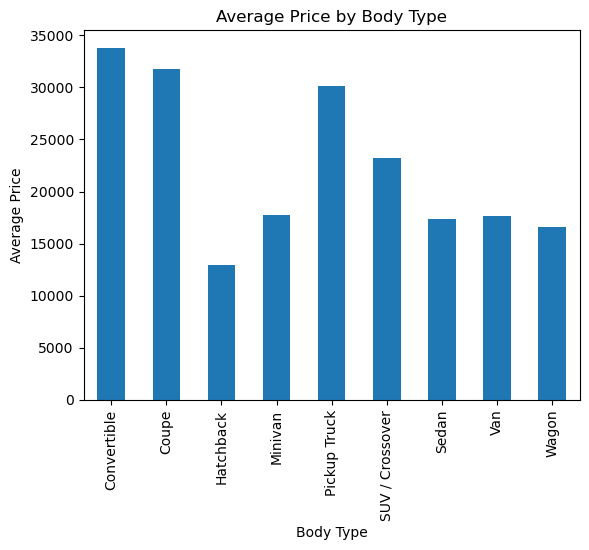 Average Price by Body Type
Average Price
35000
30000
25000
20000
15000
10000
5000
0
Convertible
Coupe
Hatchback
Minivan
Pickup Truck
SUV / Crossover
Sedan
Van
Wagon
Body Type